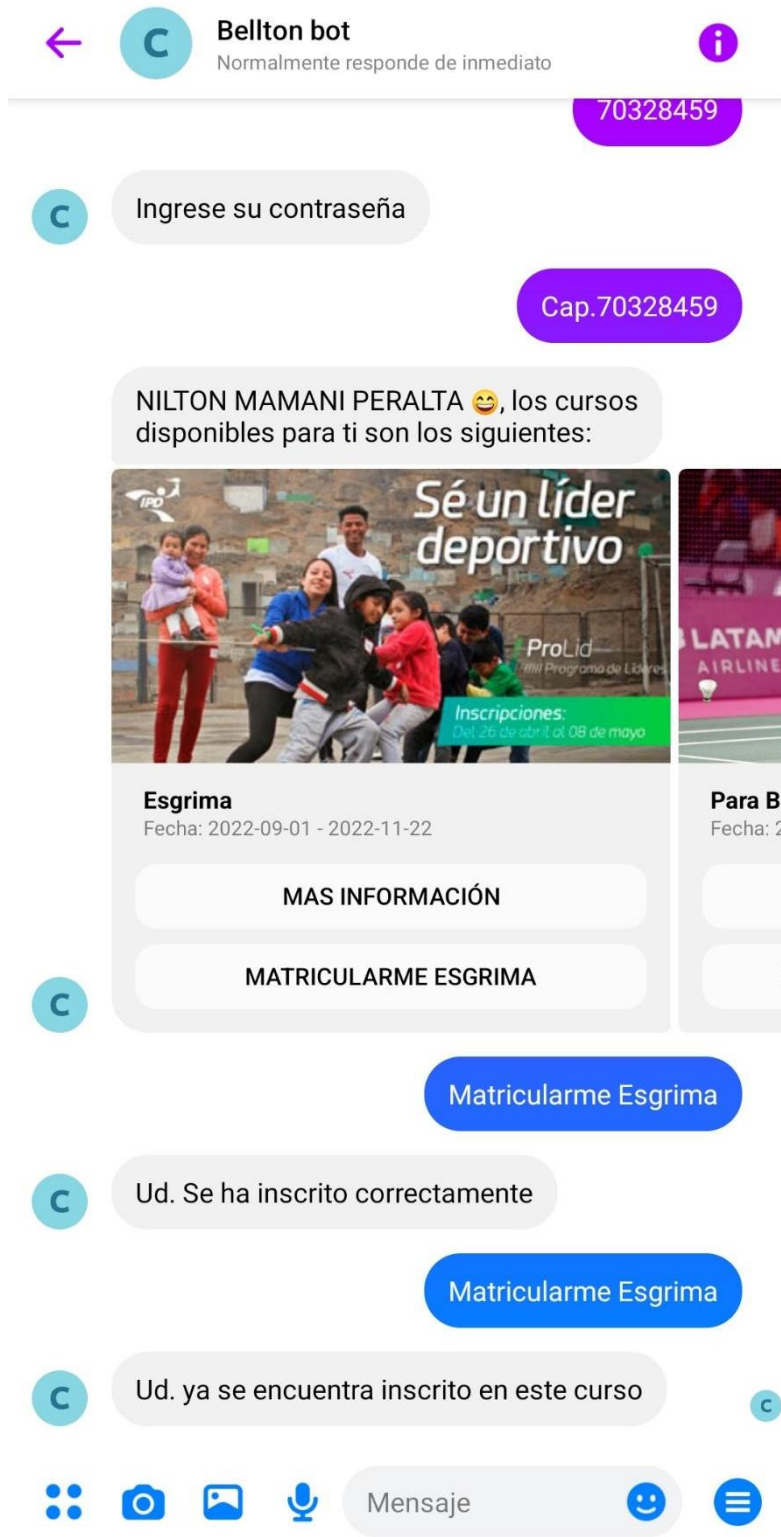 Bellton bot
Normalmente responde de inmediato
70328459
Ingrese su contraseña
Cap.70328459
NILTON MAMANI PERALTA 😄, los cursos
disponibles para ti son los siguientes:
IPD
Sé un líder
deportivo
ProLid
Programa de Líderes
Inscripciones:
Del 26 de abril al 08 de mayo
LATAM
AIRLINE
Esgrima
Fecha: 2022-09-01 - 2022-11-22
MAS INFORMACIÓN
MATRICULARME ESGRIMA
Para B
Fecha: 2
Matricularme Esgrima
Ud. Se ha inscrito correctamente
Matricularme Esgrima
Ud. ya se encuentra inscrito en este curso
Mensaje